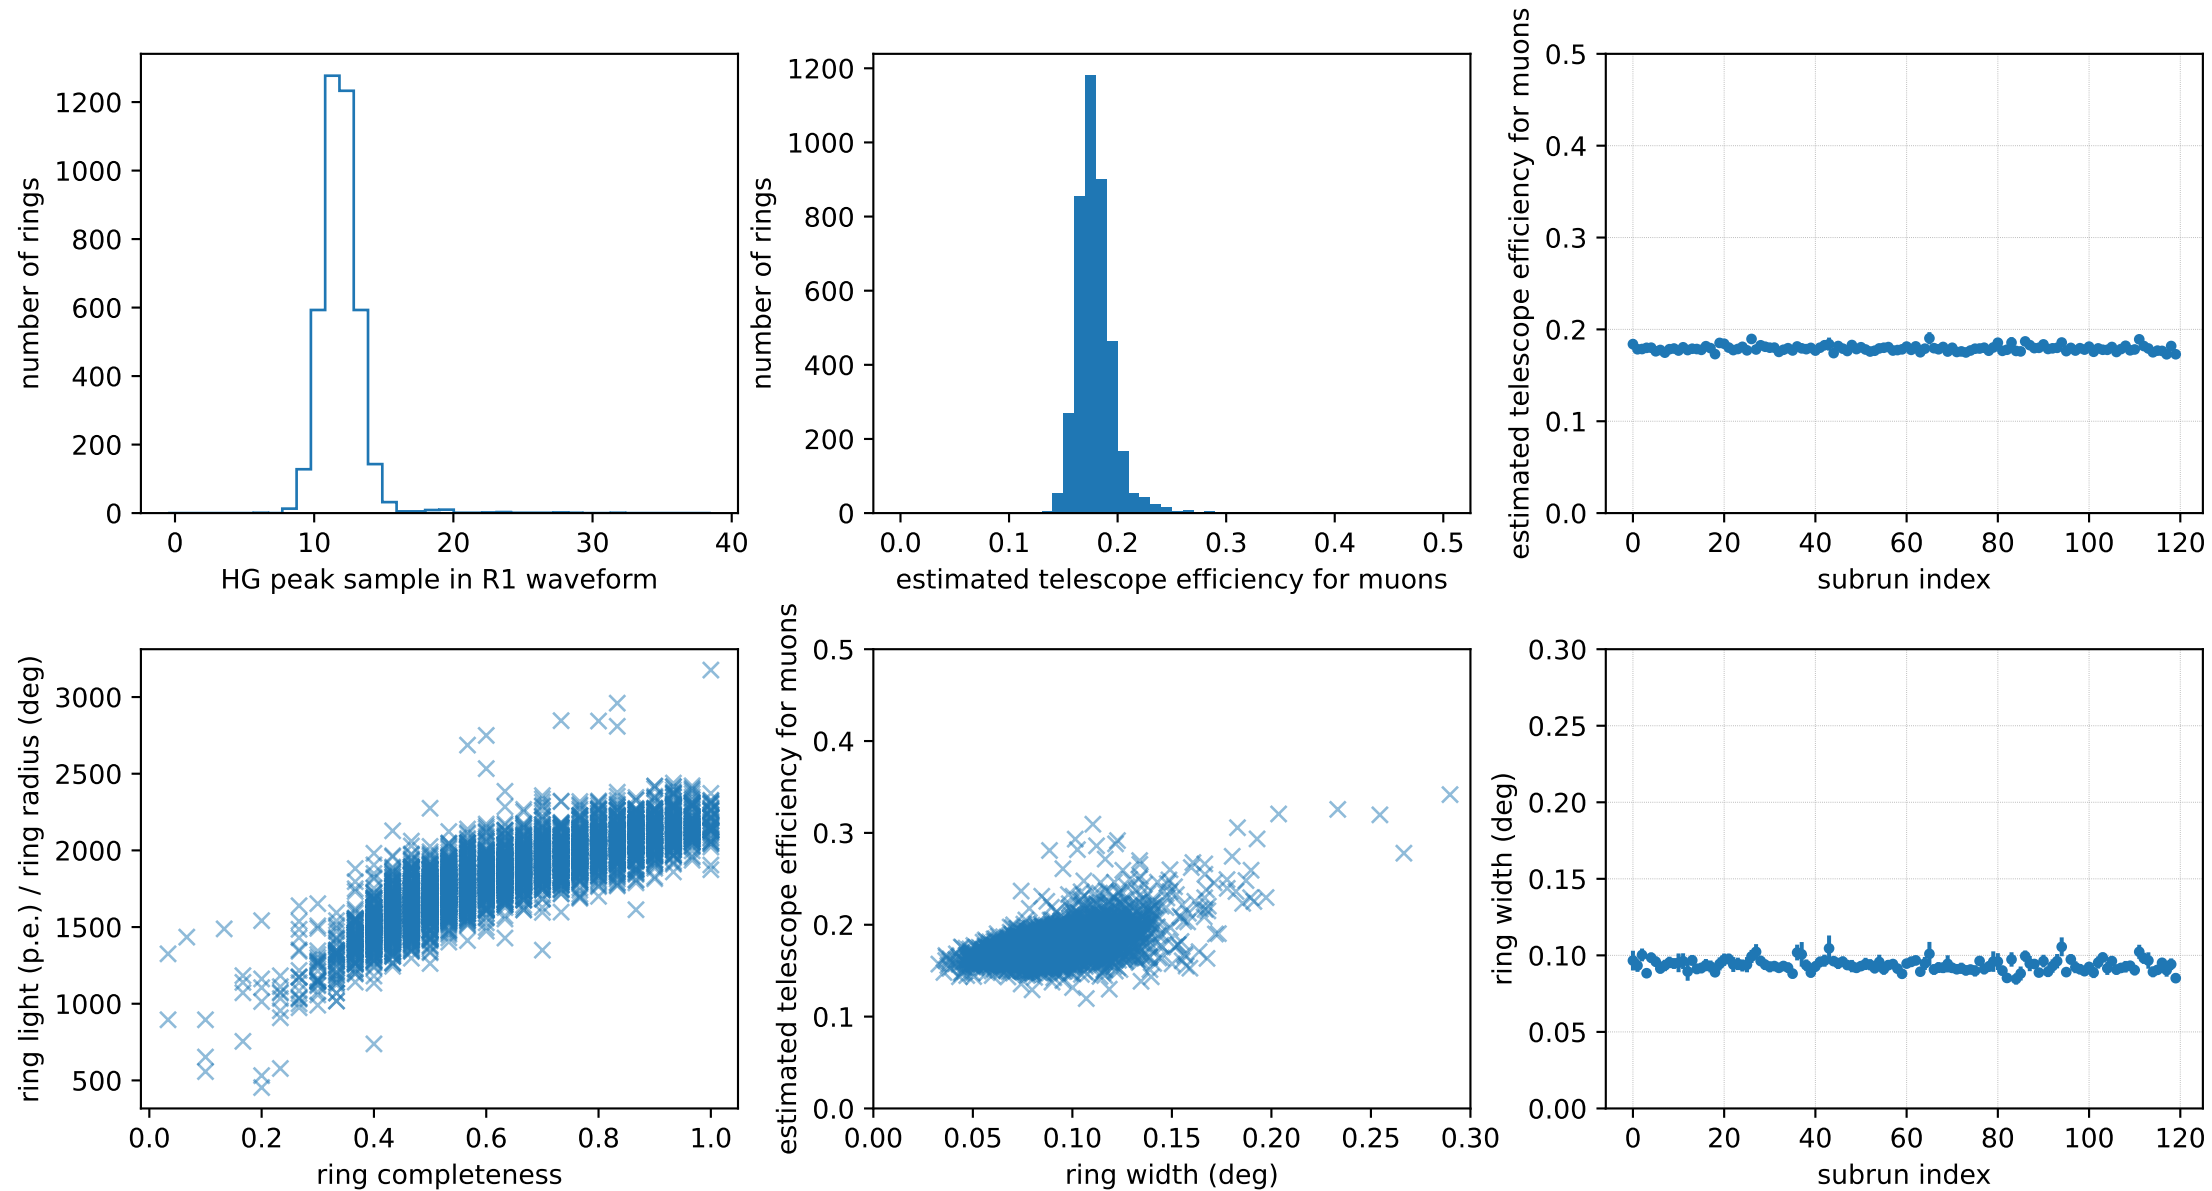 number of rings
1200
1000
800
600
400
200
0
0 10 20 30 40
HG peak sample in R1 waveform
number of rings
1200
1000
800
600
400
200
0
0.0 0.1 0.2 0.3 0.4 0.5
estimated telescope efficiency for muons
estimated telescope efficiency for muons
0.5
0.4
0.3
0.2
0.1
0.0
0 20 40 60 80 100 120
subrun index
ring light (p.e.) / ring radius (deg)
3000
2500
2000
1500
1000
500
0.0 0.2 0.4 0.6 0.8 1.0
ring completeness
estimated telescope efficiency for muons
0.5
0.4
0.3
0.2
0.1
0.0
0.00 0.05 0.10 0.15 0.20 0.25 0.30
ring width (deg)
ring width (deg)
0.30
0.25
0.20
0.15
0.10
0.05
0.00
0 20 40 60 80 100 120
subrun index